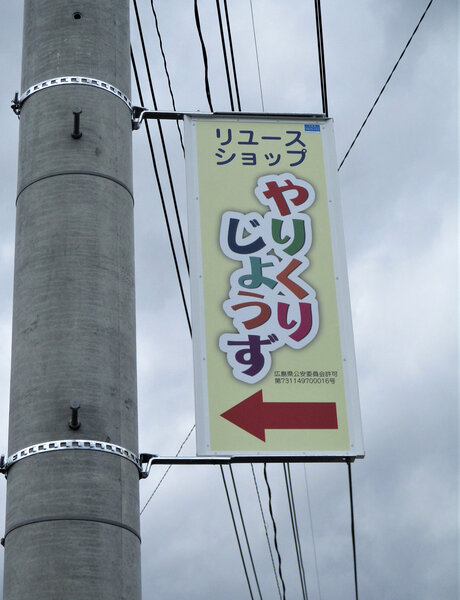 リユース
ショップ
やりくり
じょうず
広島県公安委員会許可
第731149700016号